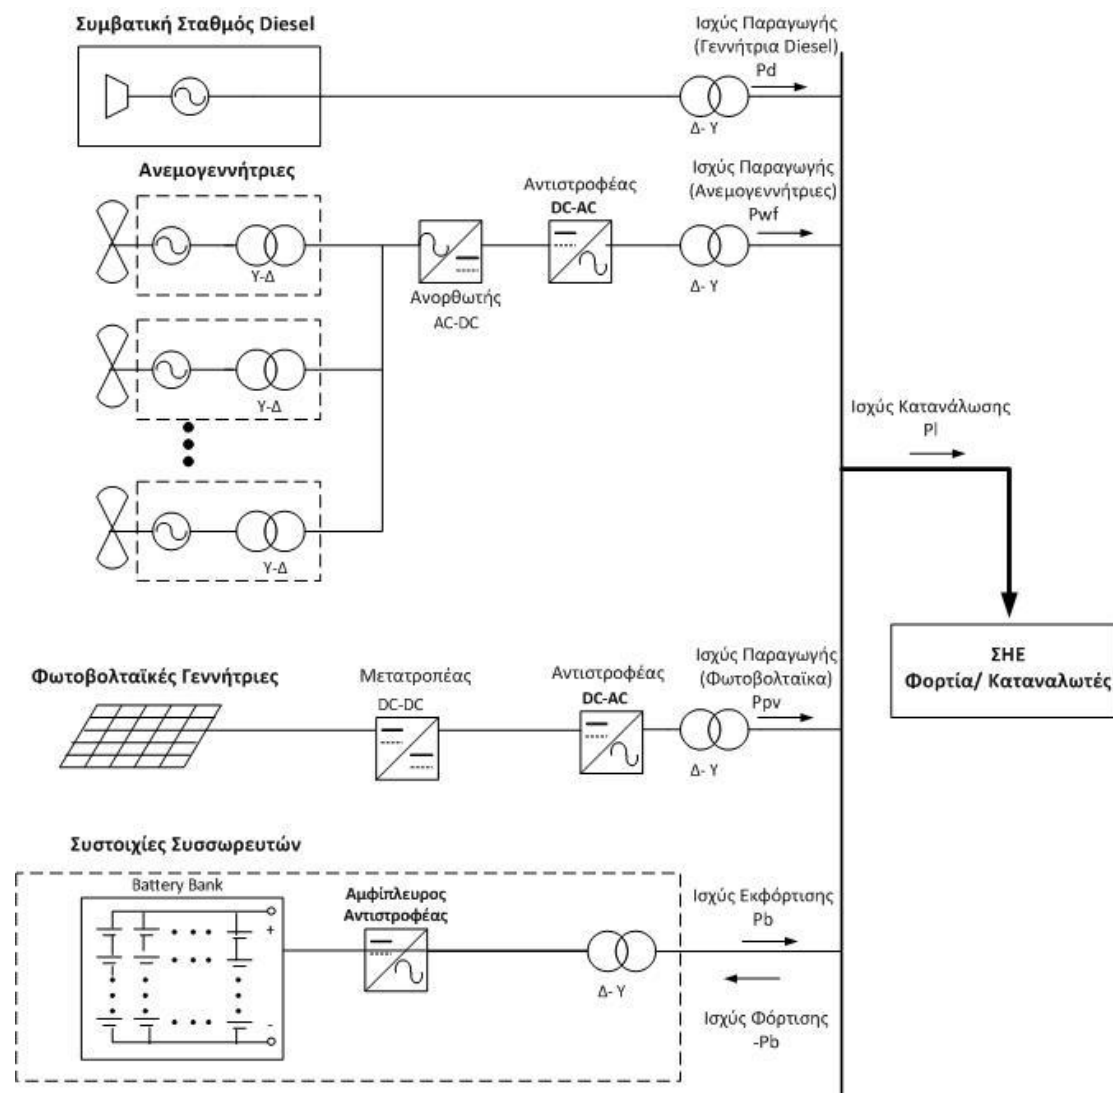 Συμβατική Σταθμός Diesel
Ισχύς Παραγωγής
(Γεννήτρια Diesel)
Pd
Δ- Υ
Ανεμογεννήτριες
Υ-Δ
Υ-Δ
Υ-Δ
Ανορθωτής
AC-DC
Αντιστροφέας
DC-AC
Ισχύς Παραγωγής
(Ανεμογεννήτριες)
Pwf
Δ- Υ
Ισχύς Κατανάλωσης
Pl
ΣΗΕ
Φορτία/ Καταναλωτές
Φωτοβολταϊκές Γεννήτριες
Μετατροπέας
DC-DC
Αντιστροφέας
DC-AC
Ισχύς Παραγωγής
(Φωτοβολταϊκα)
Ppv
Δ- Υ
Συστοιχίες Συσσωρευτών
Battery Bank
+
-
Αμφίπλευρος
Αντιστροφέας
Δ- Υ
Ισχύς Εκφόρτισης
Pb
Ισχύς Φόρτισης
-Pb